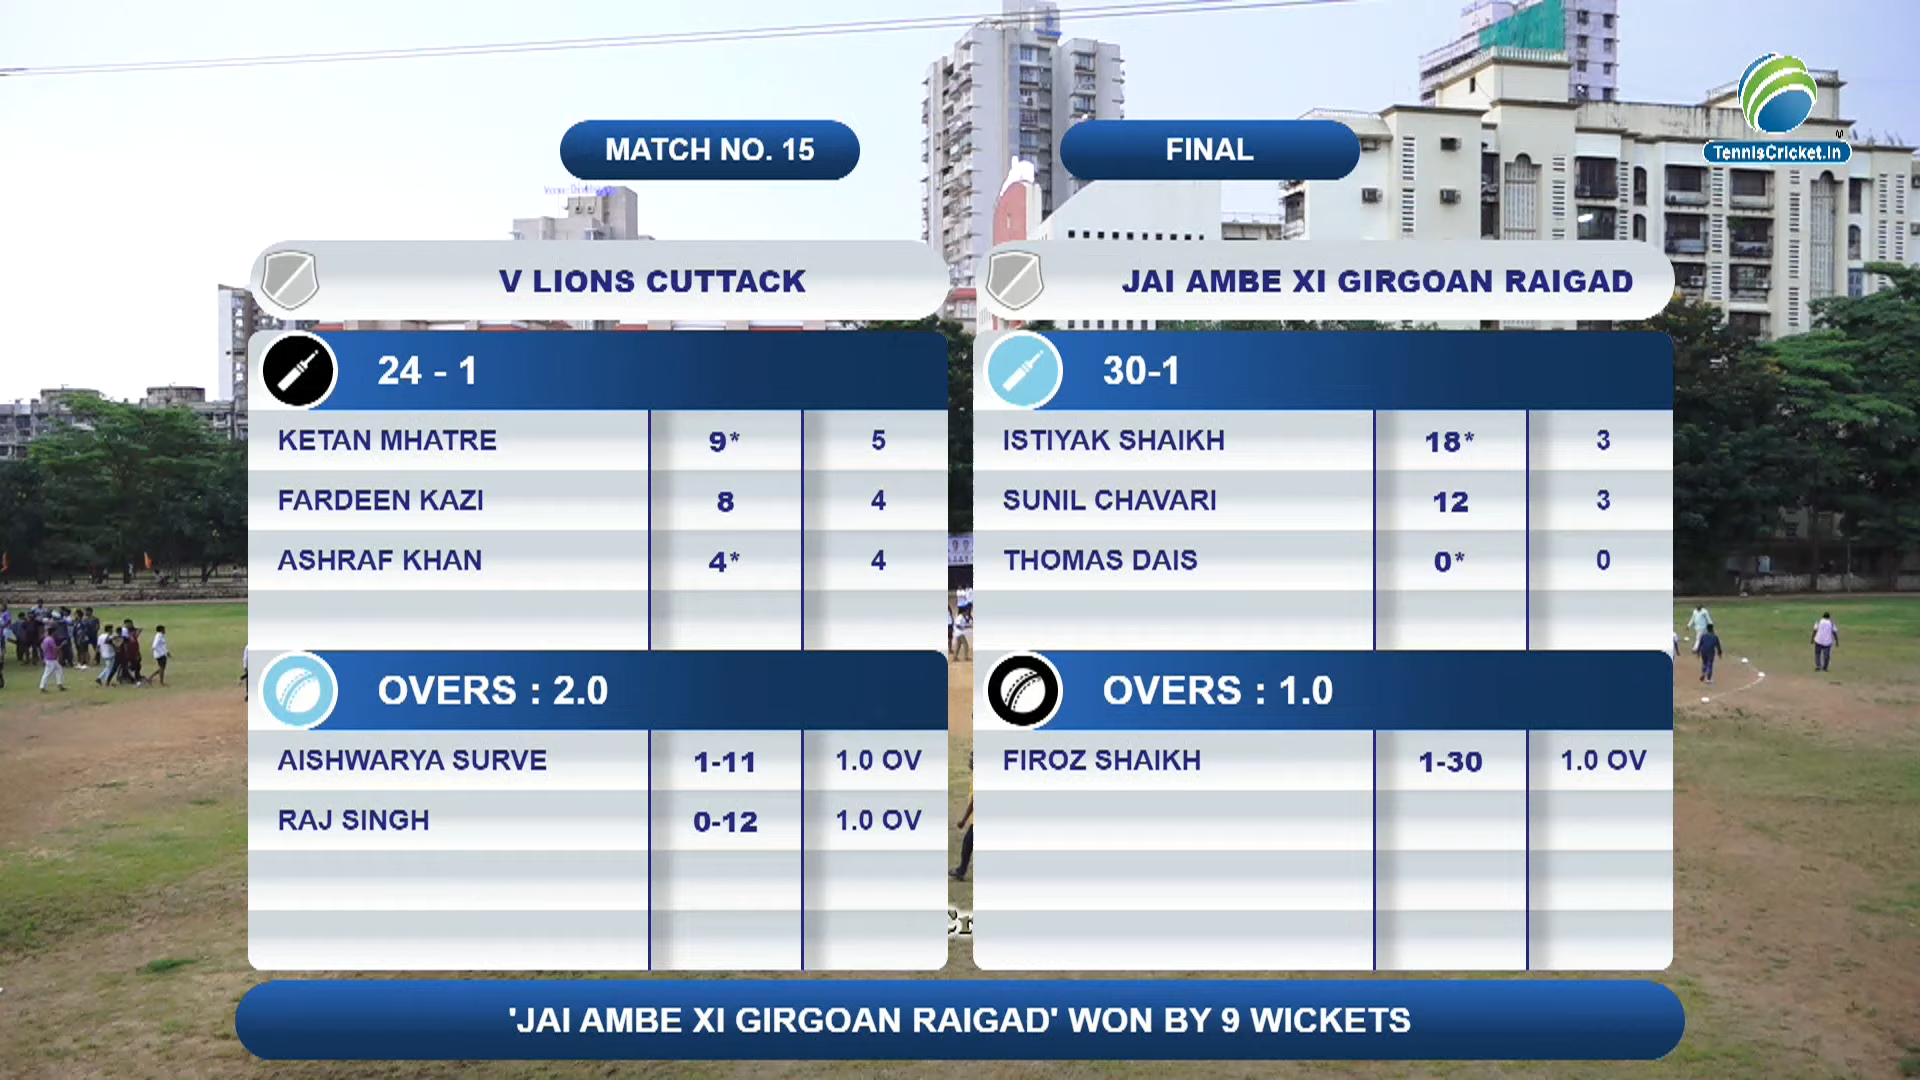 TennisCricket.in
MATCH NO. 15
FINAL
V LIONS CUTTACK
24 - 1
KETAN MHATRE 9* 5
FARDEEN KAZI 8 4
ASHRAF KHAN 4* 4
OVERS : 2.0
AISHWARYA SURVE 1-11 1.0 OV
RAJ SINGH 0-12 1.0 OV
JAI AMBE XI GIRGOAN RAIGAD
30-1
ISTIYAK SHAIKH 18* 3
SUNIL CHAVARI 12 3
THOMAS DAIS 0* 0
OVERS : 1.0
FIROZ SHAIKH 1-30 1.0 OV
'JAI AMBE XI GIRGOAN RAIGAD' WON BY 9 WICKETS